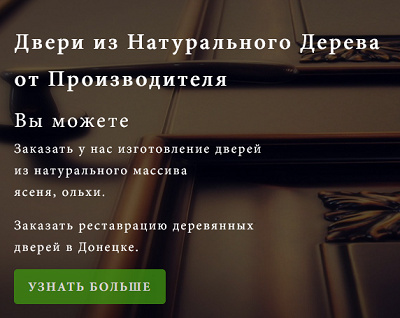 Двери из Натурального Дерева
от Производителя
Вы можете
Заказать у нас изготовление дверей
из натурального массива
ясеня, ольхи.
Заказать реставрацию деревянных
дверей в Донецке.
УЗНАТЬ БОЛЬШЕ